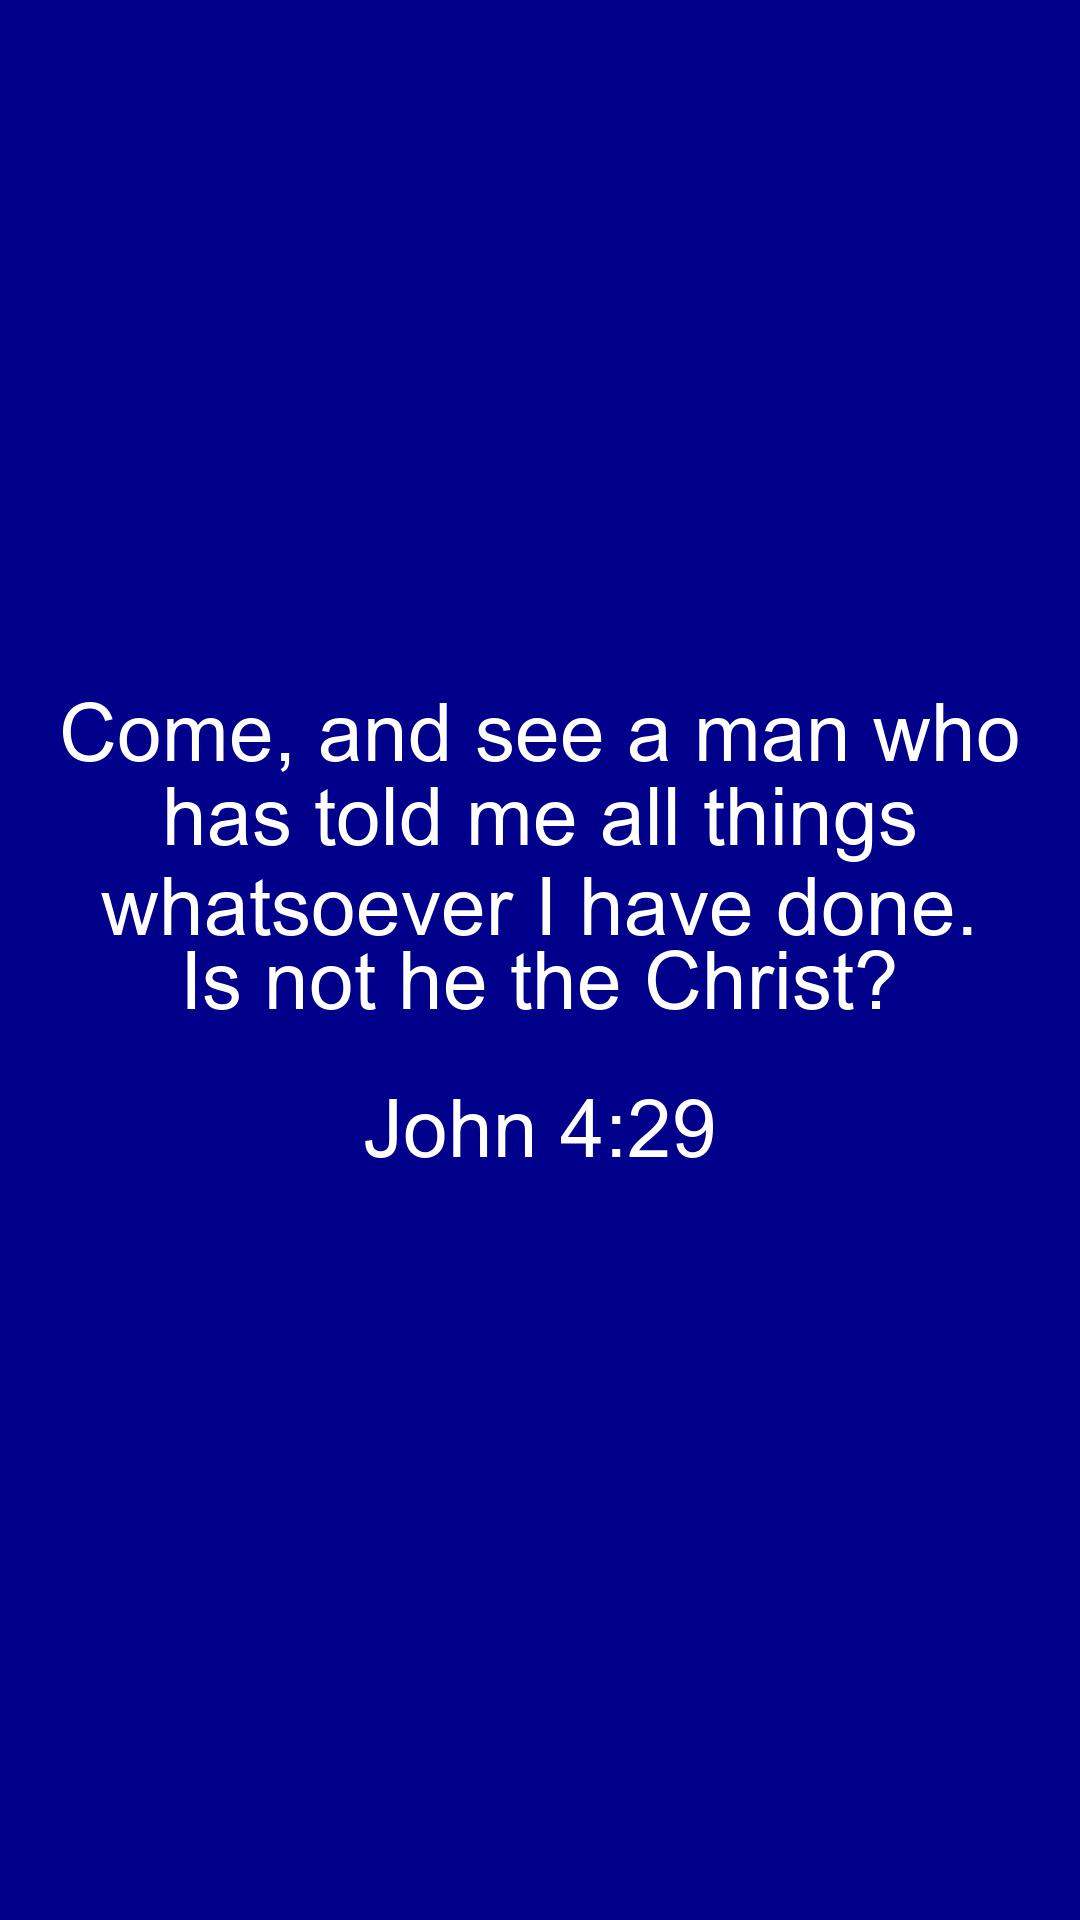 Come, and see a man who
has told me all things
whatsoever I have done.
Is not he the Christ?
John 4:29